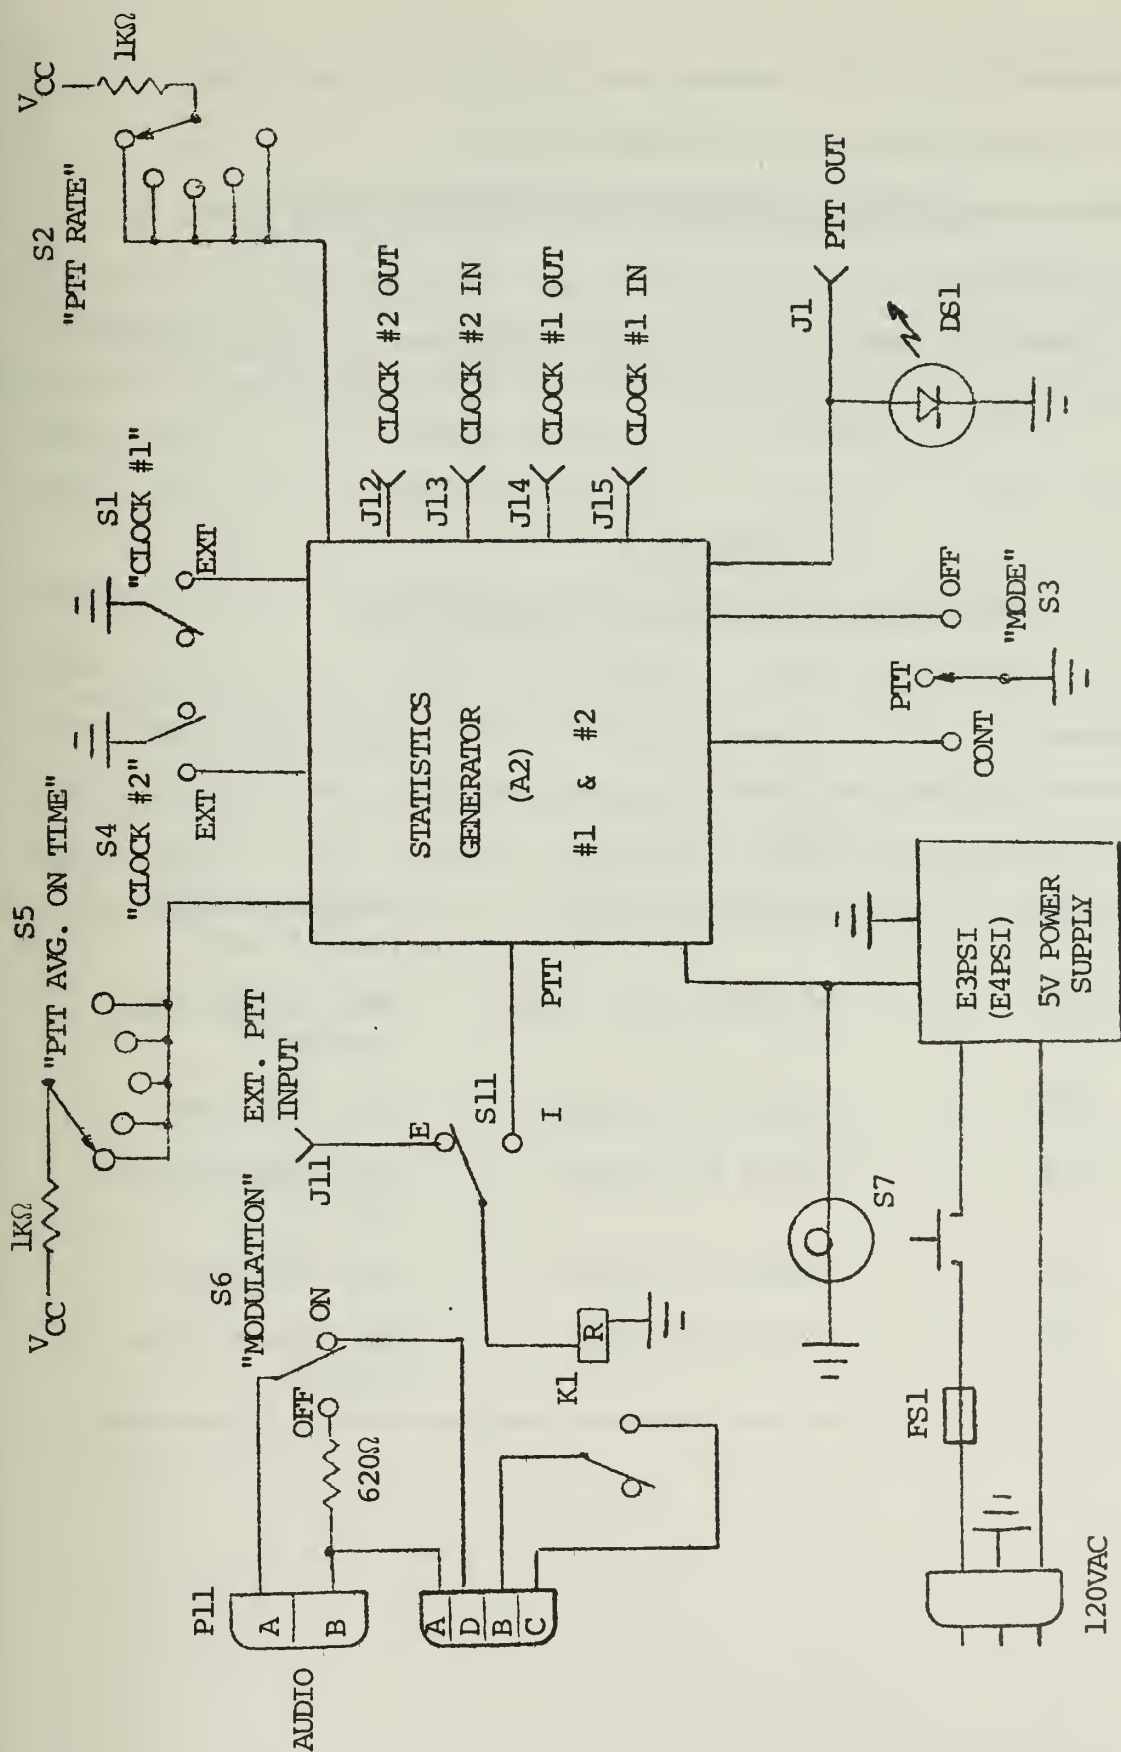 1KΩ
VCC
S5
"PTT AVG. ON TIME"
S4
"CLOCK #2"
EXT
S1
"CLOCK #1"
EXT
S2
"PTT RATE"
VCC
1KΩ
S6
"MODULATION"
OFF
ON
620Ω
P11
A
B
AUDIO
A
D
B
C
EXT. PTT
INPUT
J11
E
S11
I
PTT
K1
R
STATISTICS
GENERATOR
(A2)
#1 & #2
J12
CLOCK #2 OUT
J13
CLOCK #2 IN
J14
CLOCK #1 OUT
J15
CLOCK #1 IN
J1
PTT OUT
DS1
CONT
PTT
OFF
"MODE"
S3
S7
FS1
120VAC
E3PSI
(E4PSI)
5V POWER
SUPPLY